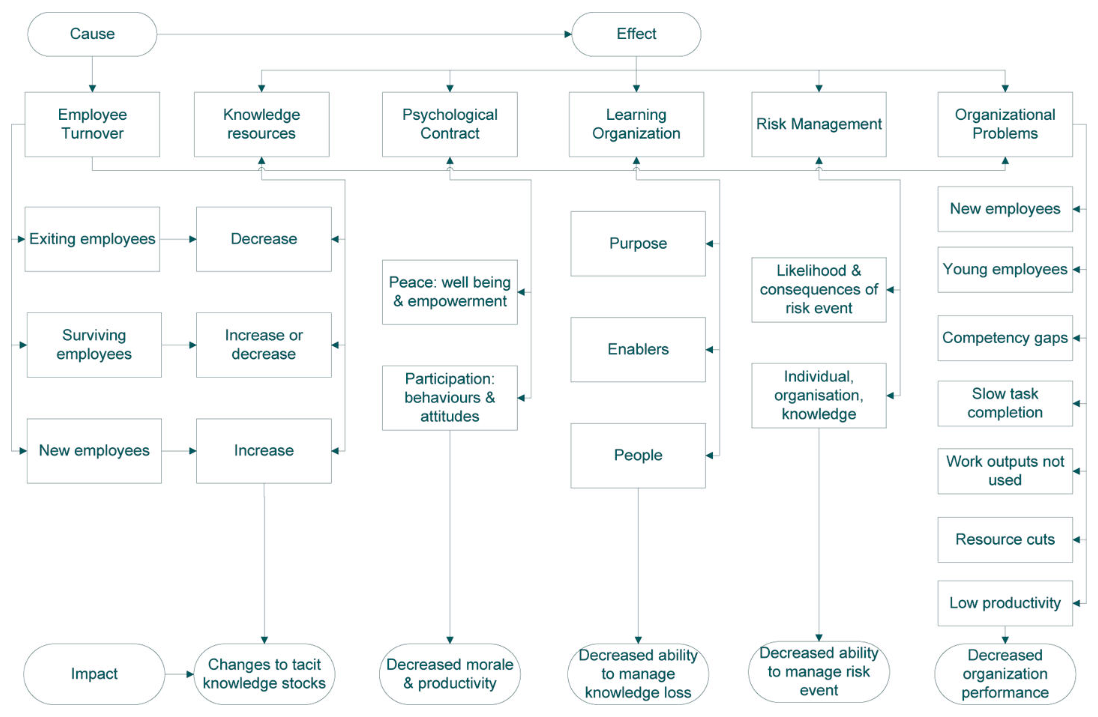 Cause
Effect
Employee
Turnover
Knowledge
resources
Psychological
Contract
Learning
Organization
Risk Management
Organizational
Problems
Exiting employees
Decrease
Surviving
employees
Increase or
decrease
New employees
Increase
Peace: well being
& empowerment
Participation:
behaviours &
attitudes
Purpose
Enablers
People
Likelihood &
consequences of
risk event
Individual,
organisation,
knowledge
New employees
Young employees
Competency gaps
Slow task
completion
Work outputs not
used
Resource cuts
Low productivity
Impact
Changes to tacit
knowledge stocks
Decreased morale
& productivity
Decreased ability
to manage
knowledge loss
Decreased ability
to manage risk
event
Decreased
organization
performance